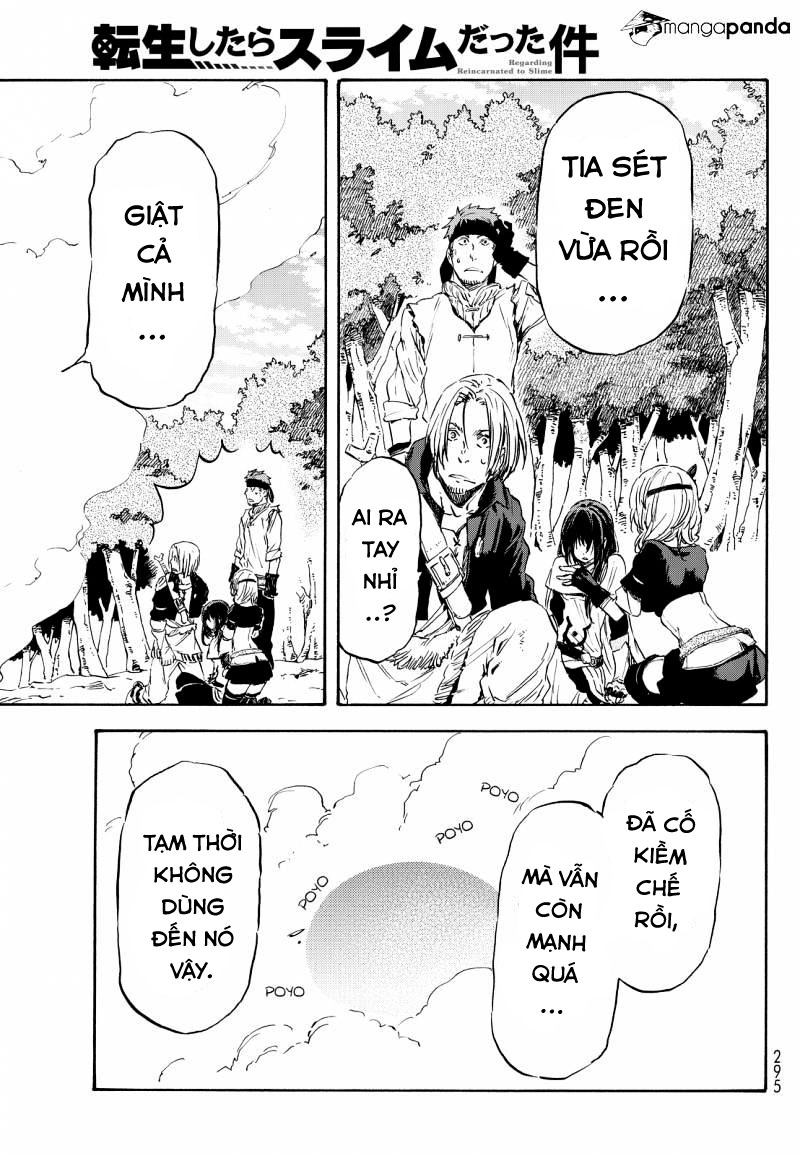 転生したらスライムだった件
Regarding
Reincarnated to Slime
mangapanda
TIA SÉT
ĐEN
VỪA RỒI
...
AI RA
TAY
NHỈ
..?
GIẬT
CẢ
MÌNH
...
ĐÃ CỐ
KIỀM
CHẾ
RỒI,
MÀ VẪN
CÒN
MẠNH
QUÁ
...
POYO
POYO
POYO
POYO
TẠM THỜI
KHÔNG
DÙNG
ĐẾN NÓ
VẬY.
295